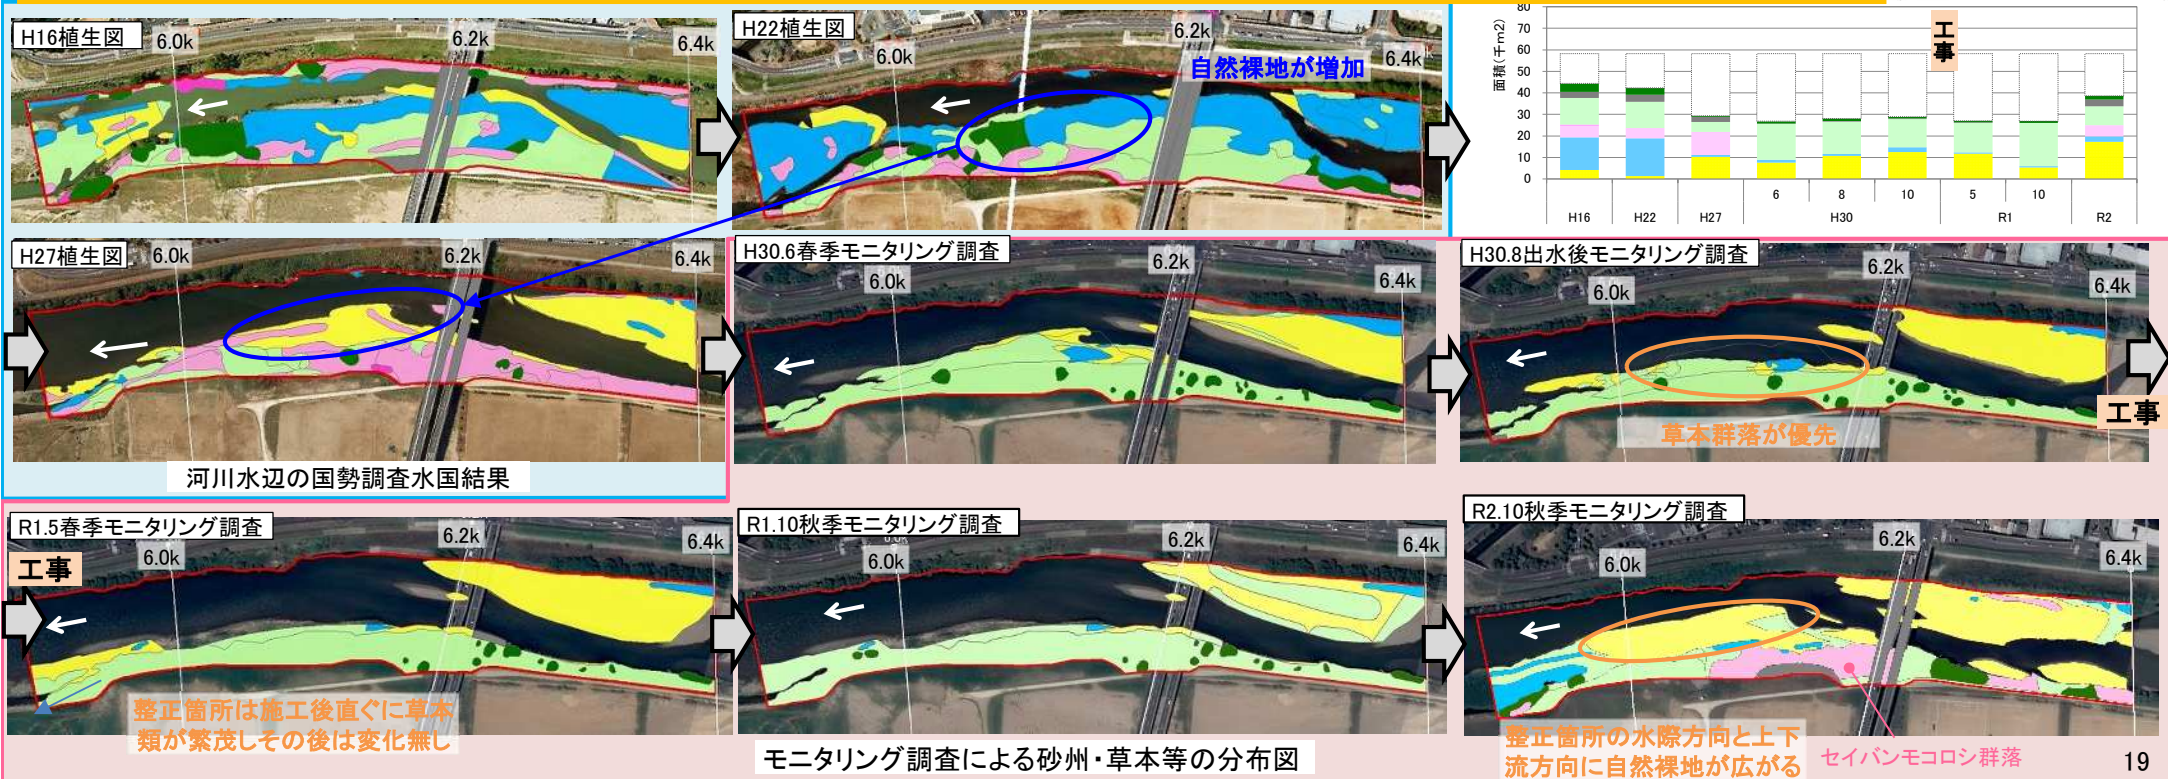 H16植生図
6.0k
6.2k
6.4k
H22植生図
6.0k
6.2k
6.4k
自然裸地が増加
面積(千m2)
80
70
60
50
40
30
20
10
0
工事
6
8
10
5
10
H16
H22
H27
H30
R1
R2
H27植生図
6.0k
6.2k
6.4k
河川水辺の国勢調査水国結果
H30.6春季モニタリング調査
6.0k
6.2k
6.4k
H30.8出水後モニタリング調査
6.0k
6.2k
6.4k
草本群落が優先
工事
R1.5春季モニタリング調査
6.0k
6.2k
6.4k
工事
整正箇所は施工後直ぐに草本
類が繁茂しその後は変化無し
R1.10秋季モニタリング調査
6.0k
6.2k
6.4k
モニタリング調査による砂州・草本等の分布図
R2.10秋季モニタリング調査
6.0k
6.2k
6.4k
整正箇所の水際方向と上下
流方向に自然裸地が広がる
セイバンモコロシ群落
19